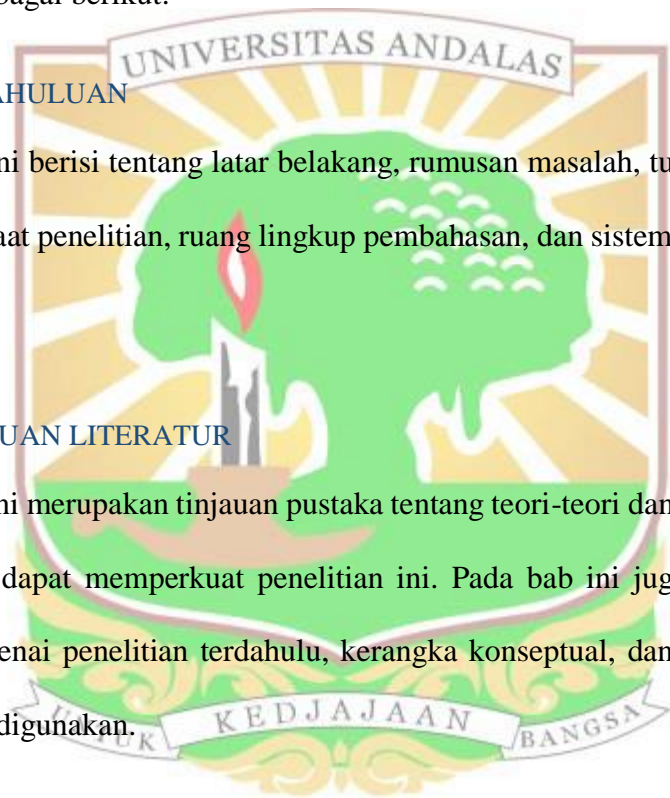 bagai berikut:
UNIVERSITAS ANDALAS
AHULUAN
ni berisi tentang latar belakang, rumusan masalah, tu
aat penelitian, ruang lingkup pembahasan, dan sistem
UAN LITERATUR
ni merupakan tinjauan pustaka tentang teori-teori dan
dapat memperkuat penelitian ini. Pada bab ini jug
enai penelitian terdahulu, kerangka konseptual, dan
digunakan.
UNTUK KEDJAJAAN BANGSA